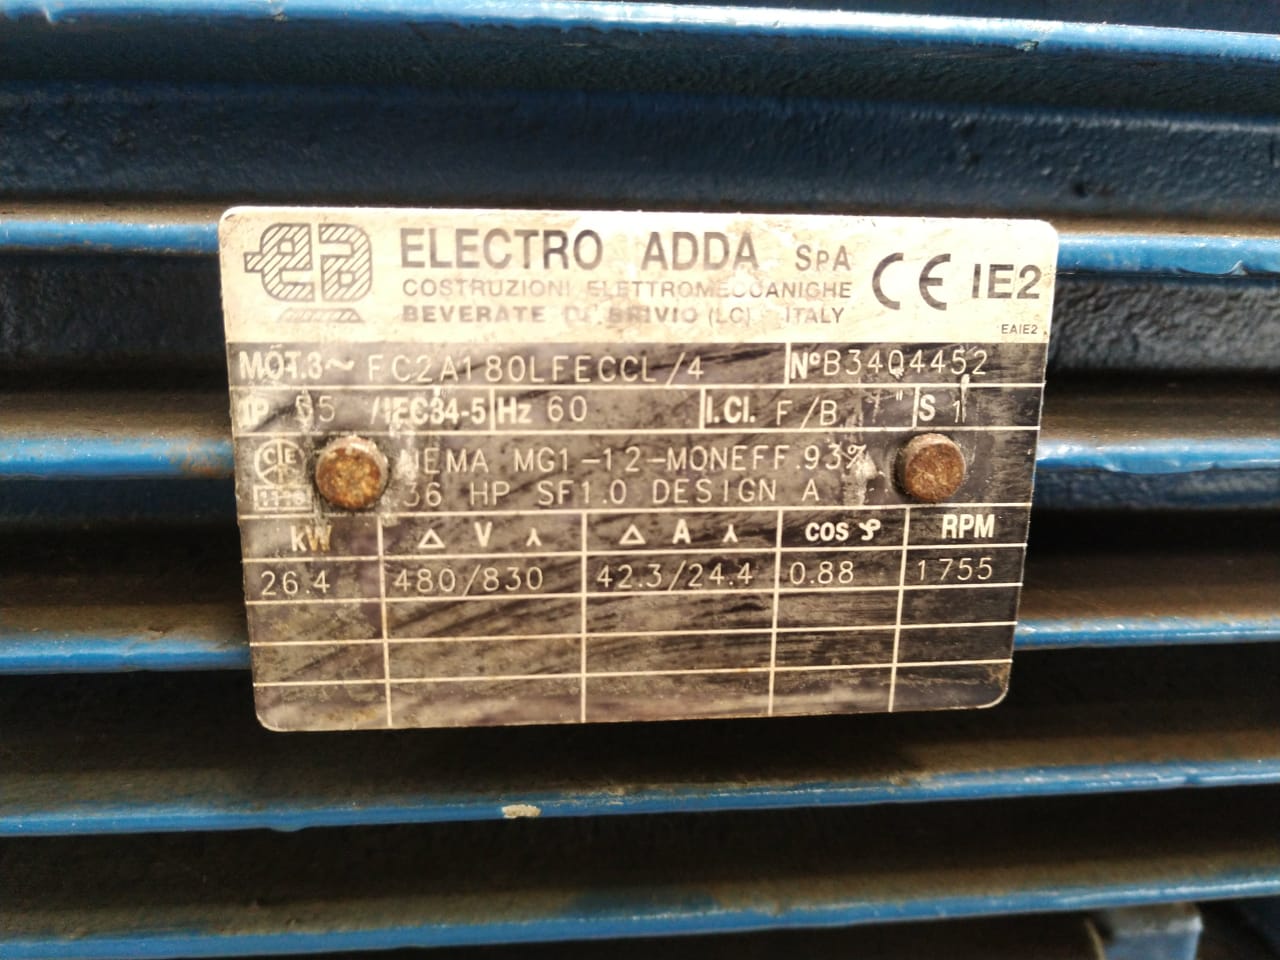 ELECTRO ADDA SPA
COSTRUZIONI ELETTROMECCANICHE
BEVERATE DI BRIVIO (LC) ITALY
CE IE2
EAIE2
MOT.3~ FC2A180LFECCL/4 N°B3404452
IP 55 /IEC34-5 Hz 60 I.Cl. F/B S 1
NEMA MG1-12-MONEFF.93%
36 HP SF1.0 DESIGN A
kW Δ V ⅄ Δ A ⅄ COS φ RPM
26.4 480/830 42.3/24.4 0.88 1755